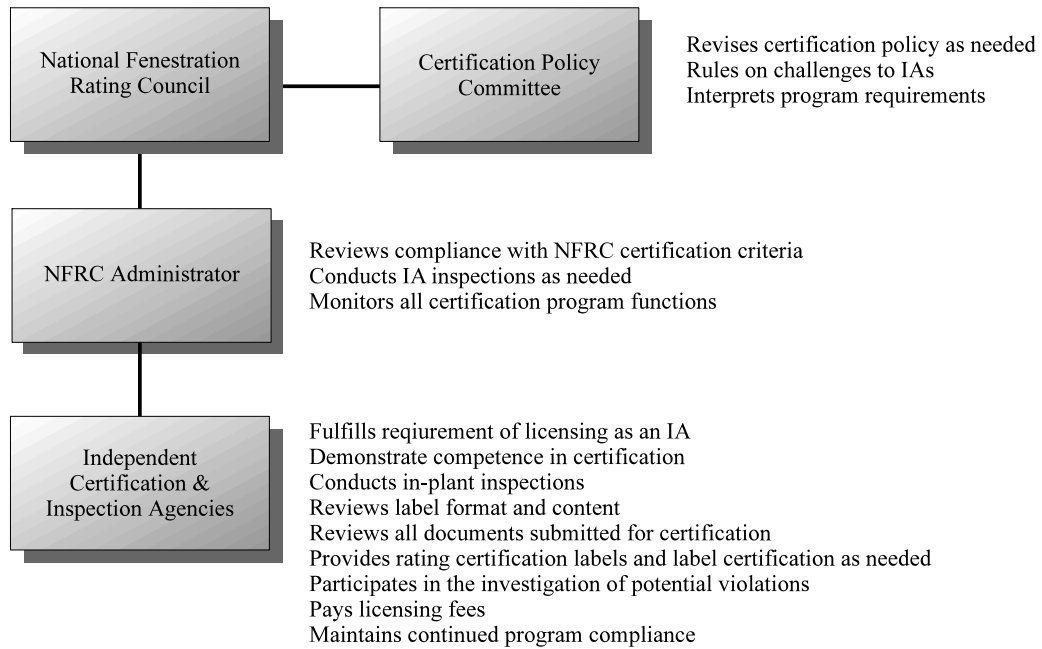 National Fenestration
Rating Council
Certification Policy
Committee
Revises certification policy as needed
Rules on challenges to IAs
Interprets program requirements
NFRC Administrator
Reviews compliance with NFRC certification criteria
Conducts IA inspections as needed
Monitors all certification program functions
Independent
Certification &
Inspection Agencies
Fulfills reqiurement of licensing as an IA
Demonstrate competence in certification
Conducts in-plant inspections
Reviews label format and content
Reviews all documents submitted for certification
Provides rating certification labels and label certification as needed
Participates in the investigation of potential violations
Pays licensing fees
Maintains continued program compliance